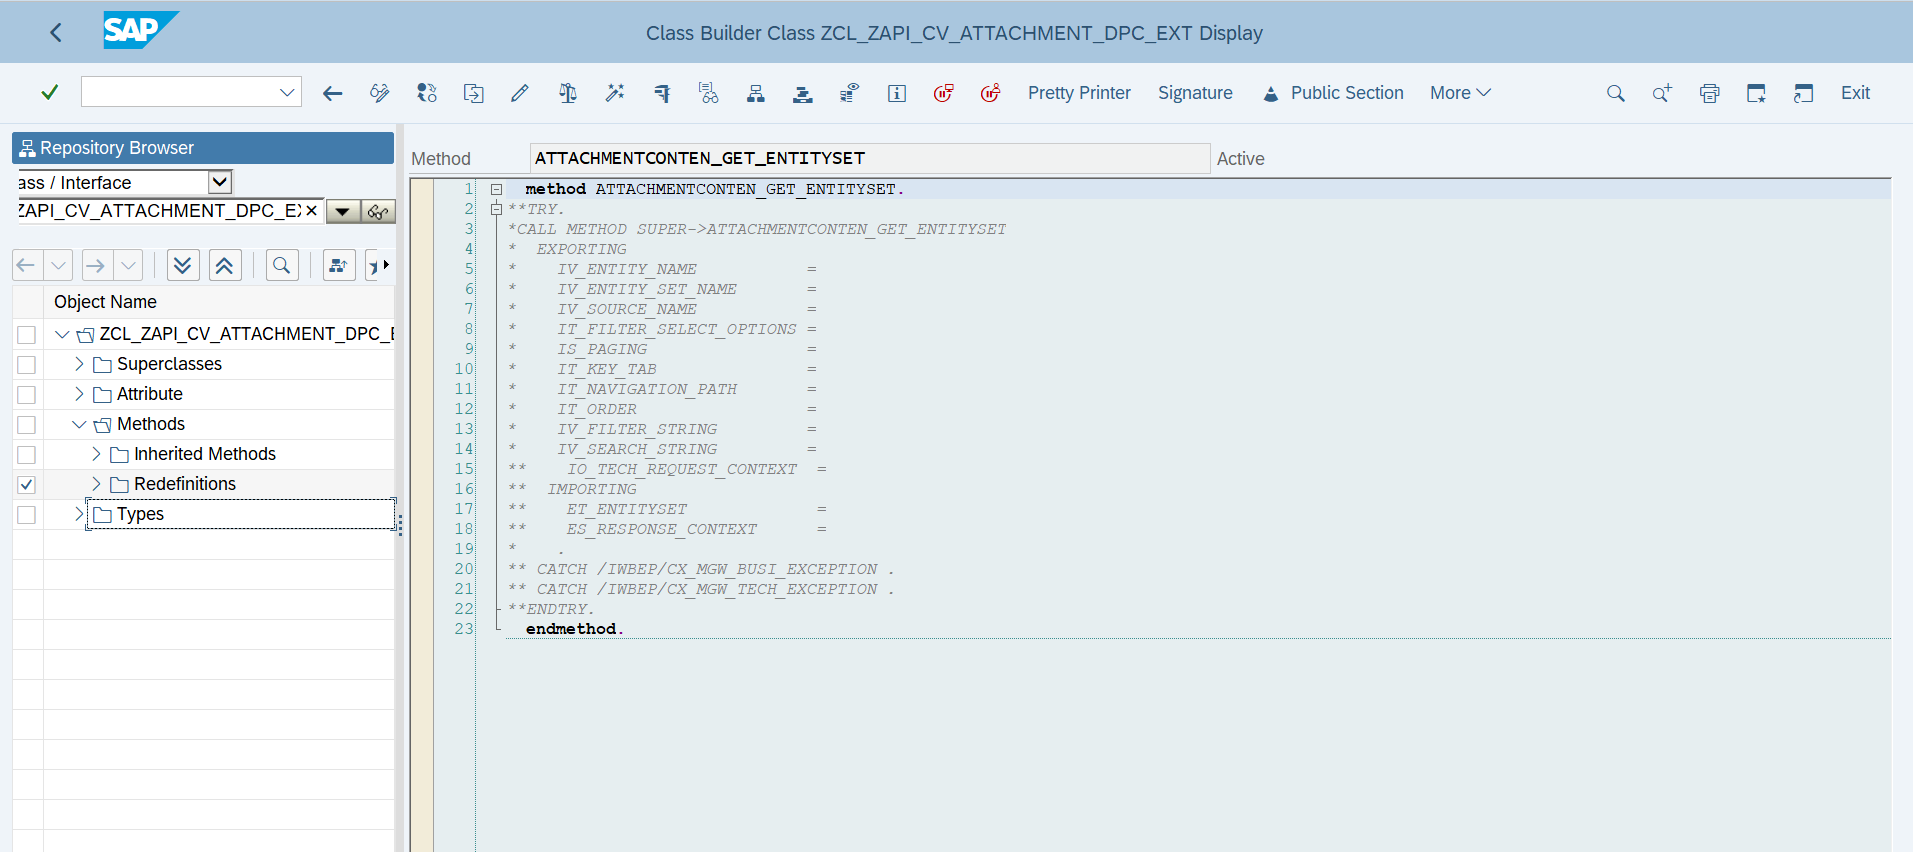 SAP
Class Builder Class ZCL_ZAPI_CV_ATTACHMENT_DPC_EXT Display
Pretty Printer Signature Public Section More Exit
Repository Browser
ass / Interface
ZAPI_CV_ATTACHMENT_DPC_EX
Object Name
ZCL_ZAPI_CV_ATTACHMENT_DPC_E
Superclasses
Attribute
Methods
Inherited Methods
Redefinitions
Types
Method ATTACHMENTCONTEN_GET_ENTITYSET Active
1 method ATTACHMENTCONTEN_GET_ENTITYSET.
2 **TRY.
3 *CALL METHOD SUPER->ATTACHMENTCONTEN_GET_ENTITYSET
4 * EXPORTING
5 * IV_ENTITY_NAME =
6 * IV_ENTITY_SET_NAME =
7 * IV_SOURCE_NAME =
8 * IT_FILTER_SELECT_OPTIONS =
9 * IS_PAGING =
10 * IT_KEY_TAB =
11 * IT_NAVIGATION_PATH =
12 * IT_ORDER =
13 * IV_FILTER_STRING =
14 * IV_SEARCH_STRING =
15 ** IO_TECH_REQUEST_CONTEXT =
16 ** IMPORTING
17 ** ET_ENTITYSET =
18 ** ES_RESPONSE_CONTEXT =
19 * .
20 ** CATCH /IWBEP/CX_MGW_BUSI_EXCEPTION .
21 ** CATCH /IWBEP/CX_MGW_TECH_EXCEPTION .
22 **ENDTRY.
23 endmethod.